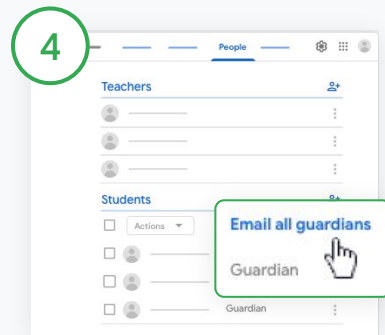 4
People
Teachers
Students
Actions
Email all guardians
Guardian
Guardian